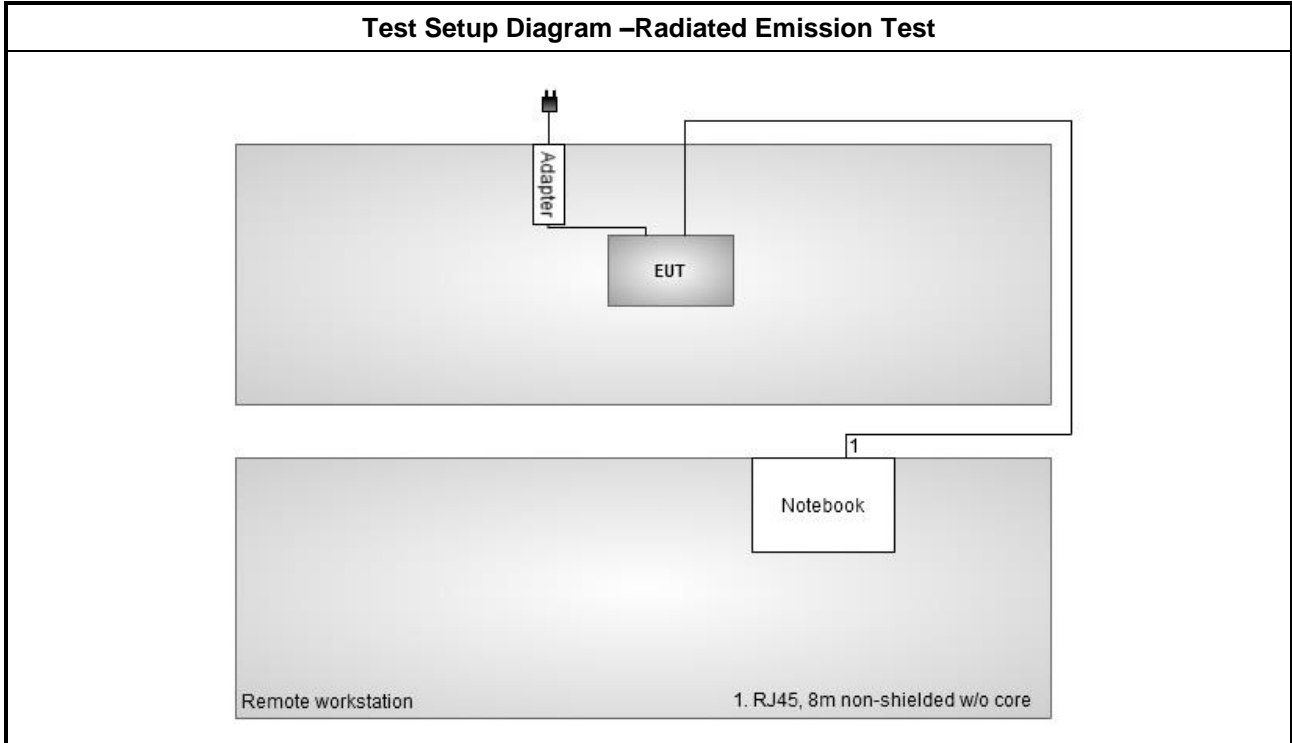 Test Setup Diagram –Radiated Emission Test
Adapter
EUT
1
Notebook
Remote workstation
1. RJ45, 8m non-shielded w/o core